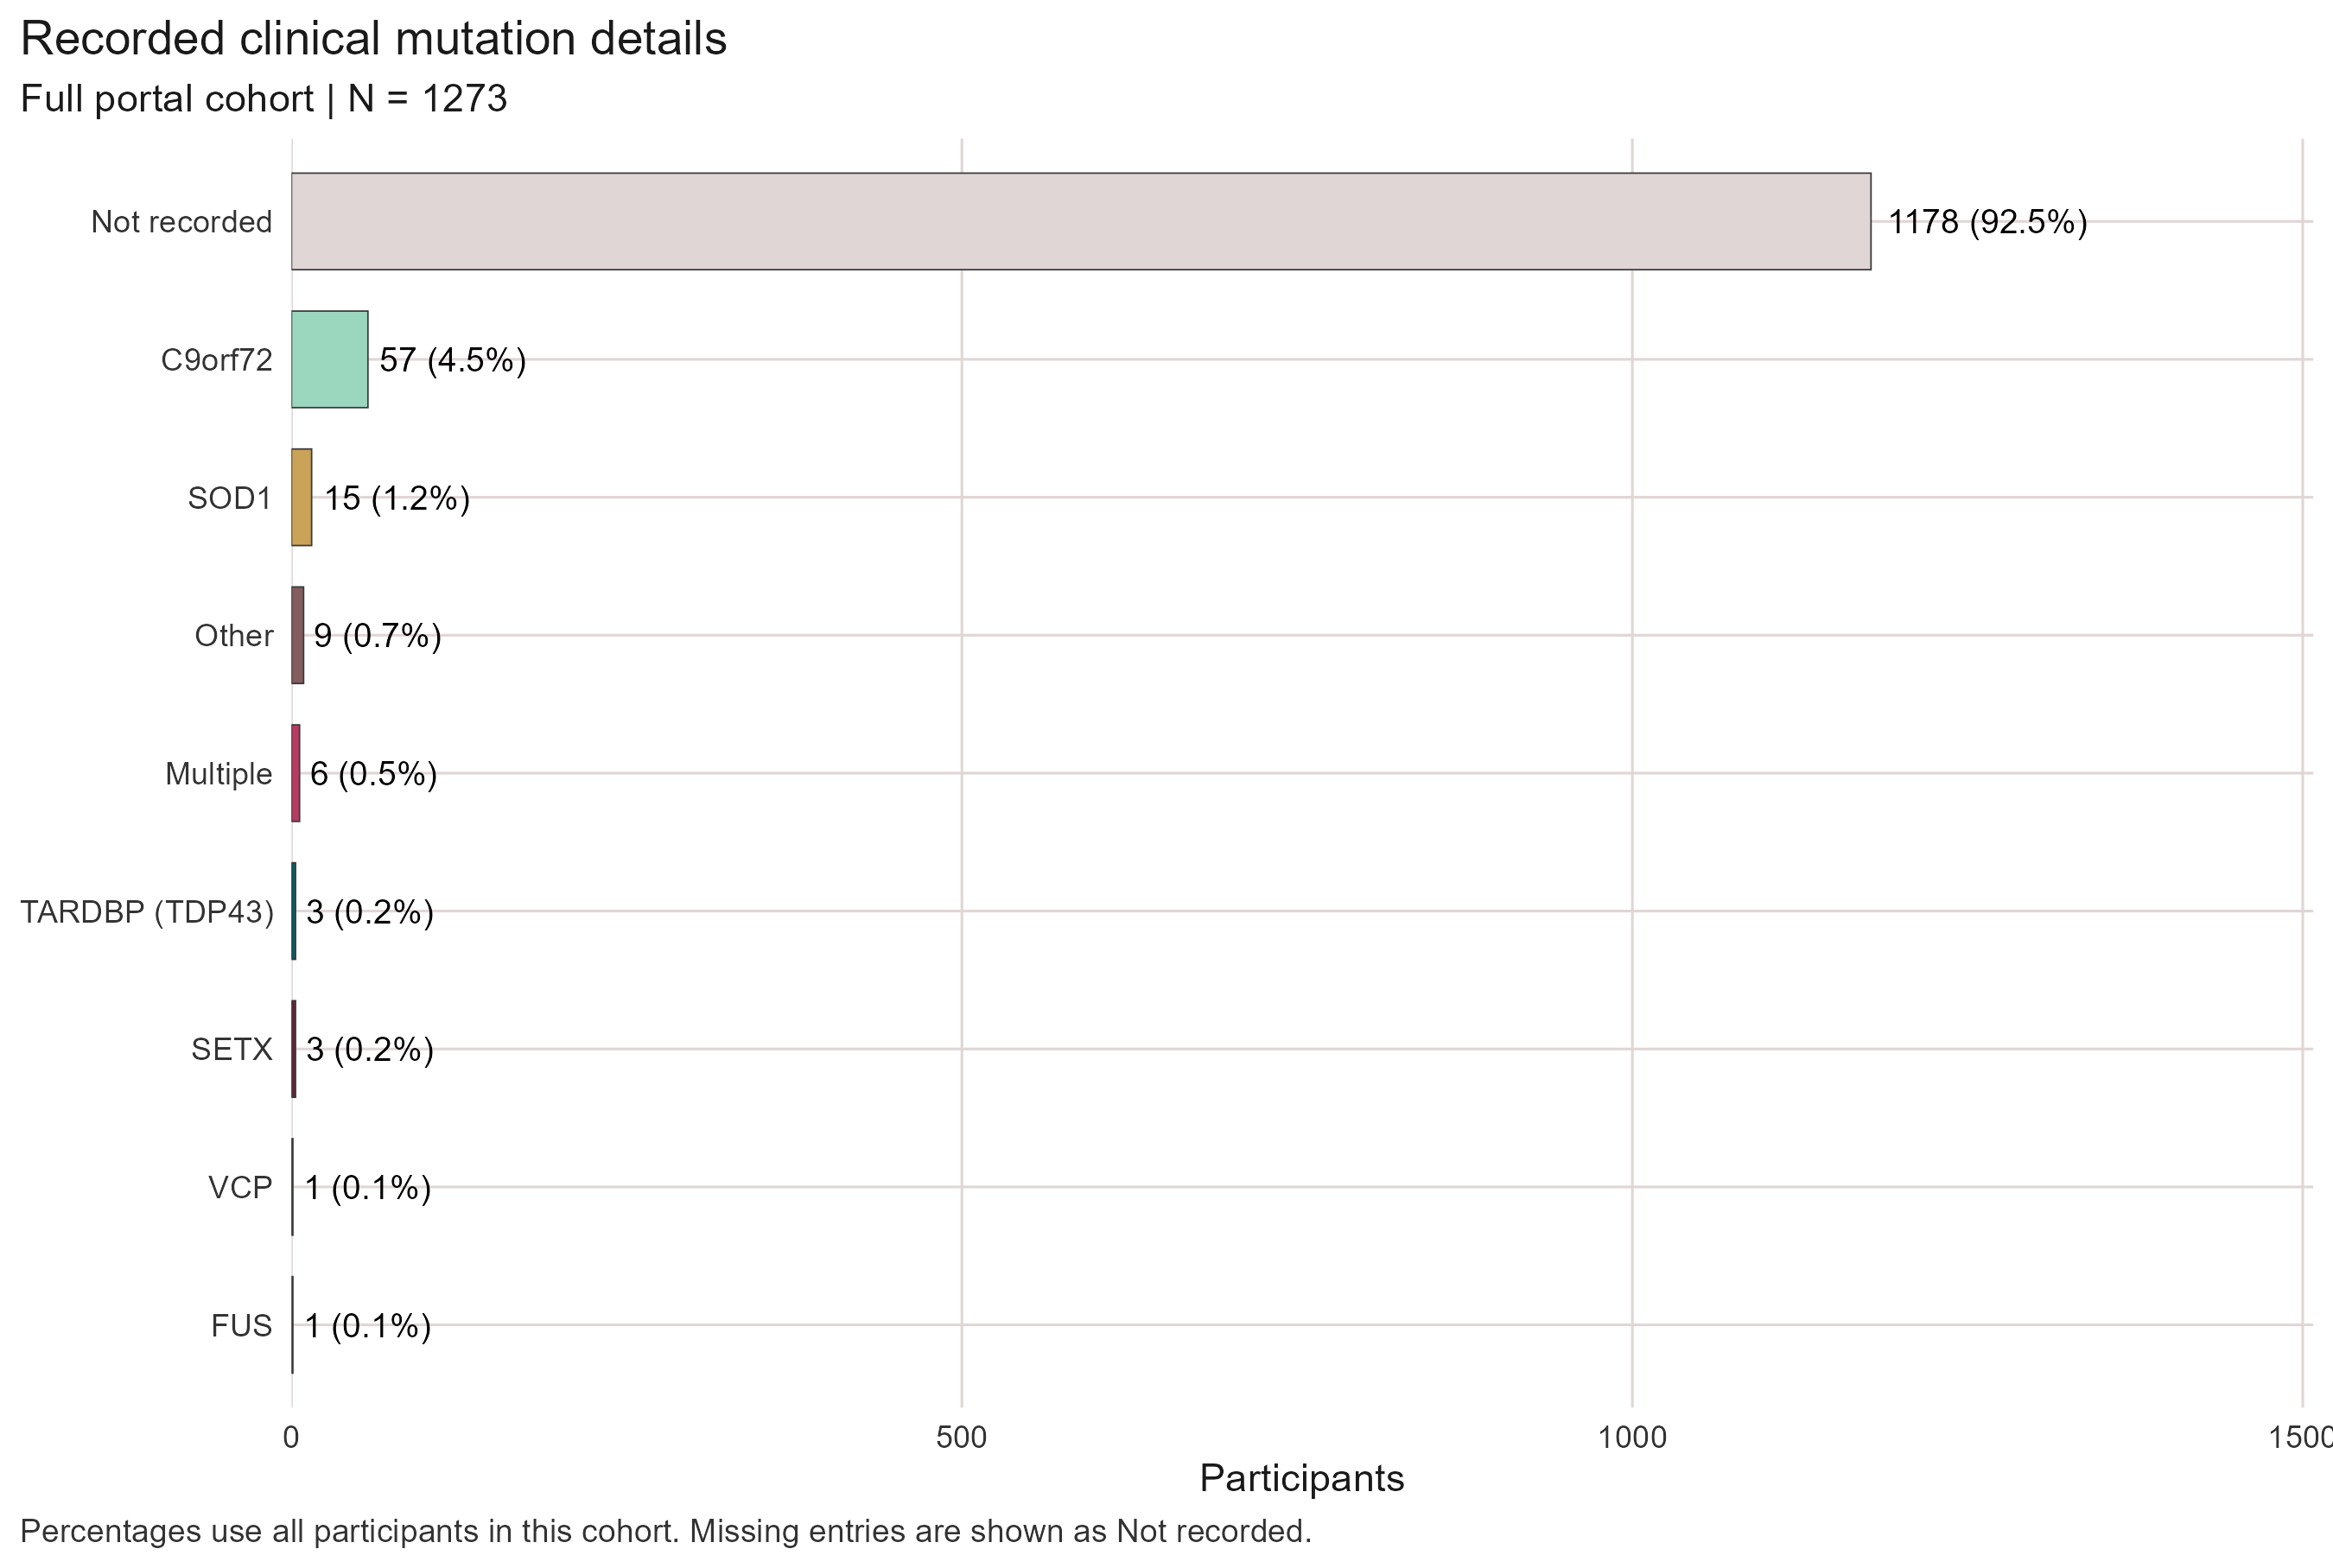 Recorded clinical mutation details
Full portal cohort | N = 1273
Not recorded 1178 (92.5%)
C9orf72 57 (4.5%)
SOD1 15 (1.2%)
Other 9 (0.7%)
Multiple 6 (0.5%)
TARDBP (TDP43) 3 (0.2%)
SETX 3 (0.2%)
VCP 1 (0.1%)
FUS 1 (0.1%)
0 500 1000 1500
Participants
Percentages use all participants in this cohort. Missing entries are shown as Not recorded.